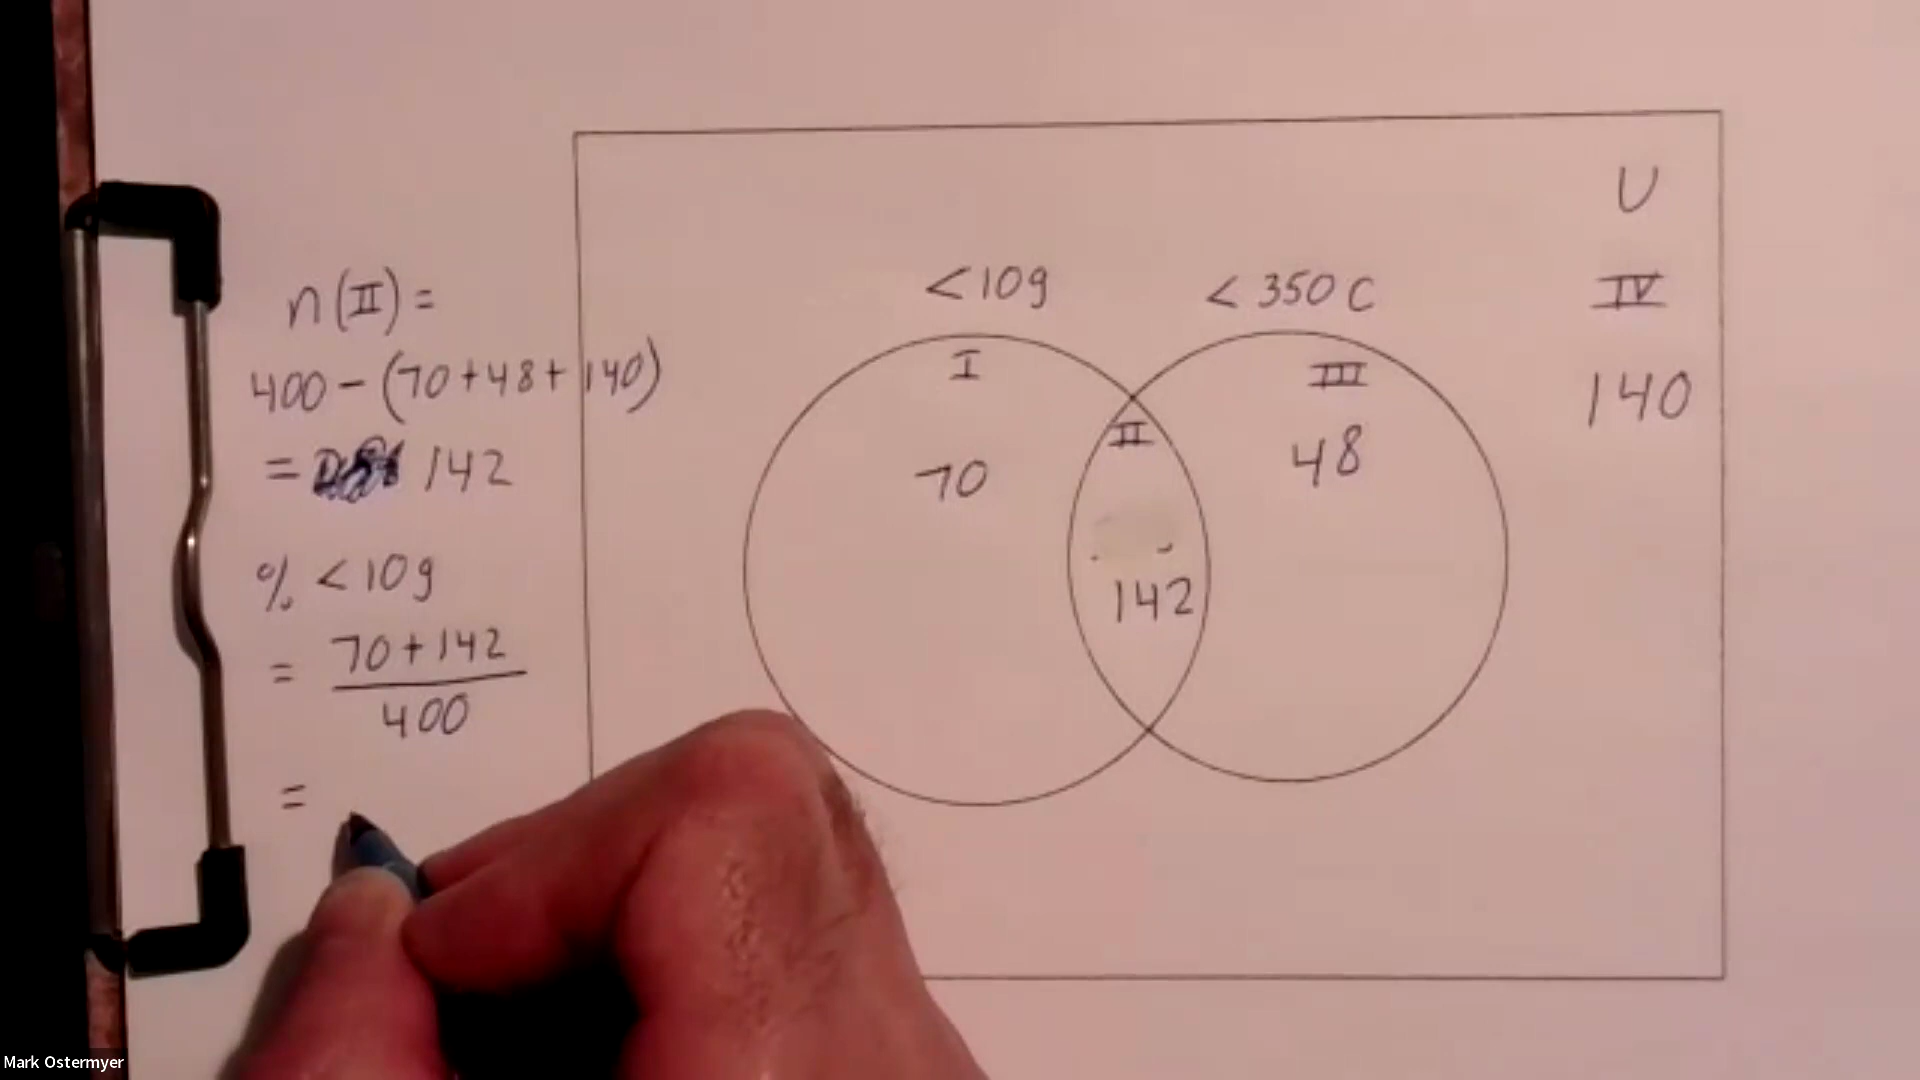 n(II) =
400 - (70+48+140)
= 142
% <10g
= 70+142
400
=
<10g
<350 C
U
I
II
III
IV
70
142
48
140
Mark Ostermyer